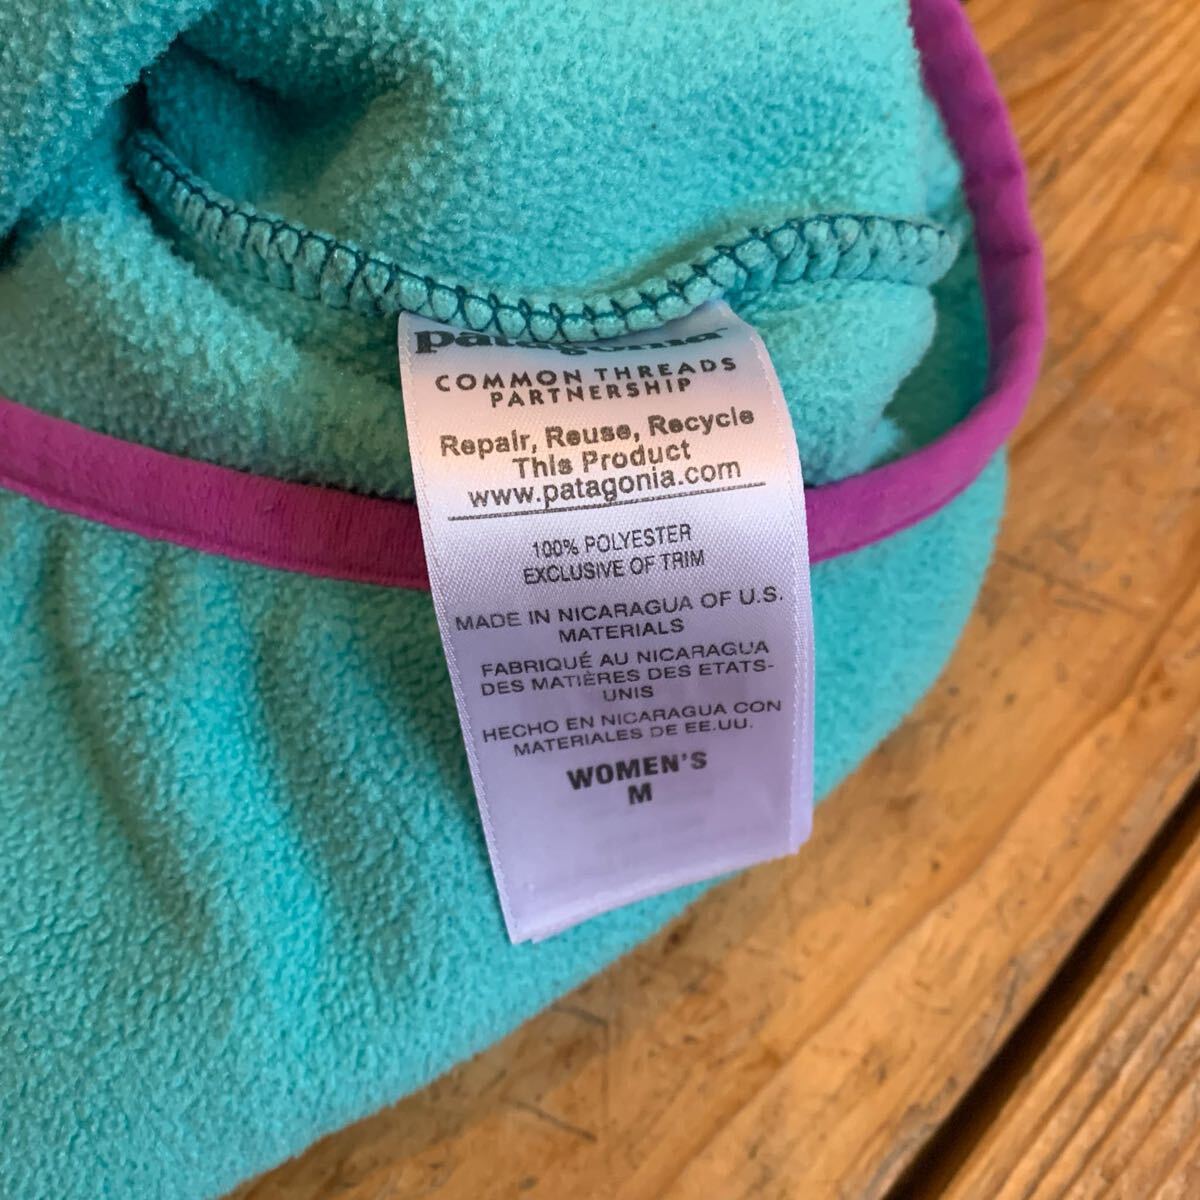 patagonia™
COMMON THREADS
PARTNERSHIP
Repair, Reuse, Recycle
This Product
www.patagonia.com
100% POLYESTER
EXCLUSIVE OF TRIM
MADE IN NICARAGUA OF U.S.
MATERIALS
FABRIQUÉ AU NICARAGUA
DES MATIÈRES DES ETATS-
UNIS
HECHO EN NICARAGUA CON
MATERIALES DE EE.UU.
WOMEN'S
M